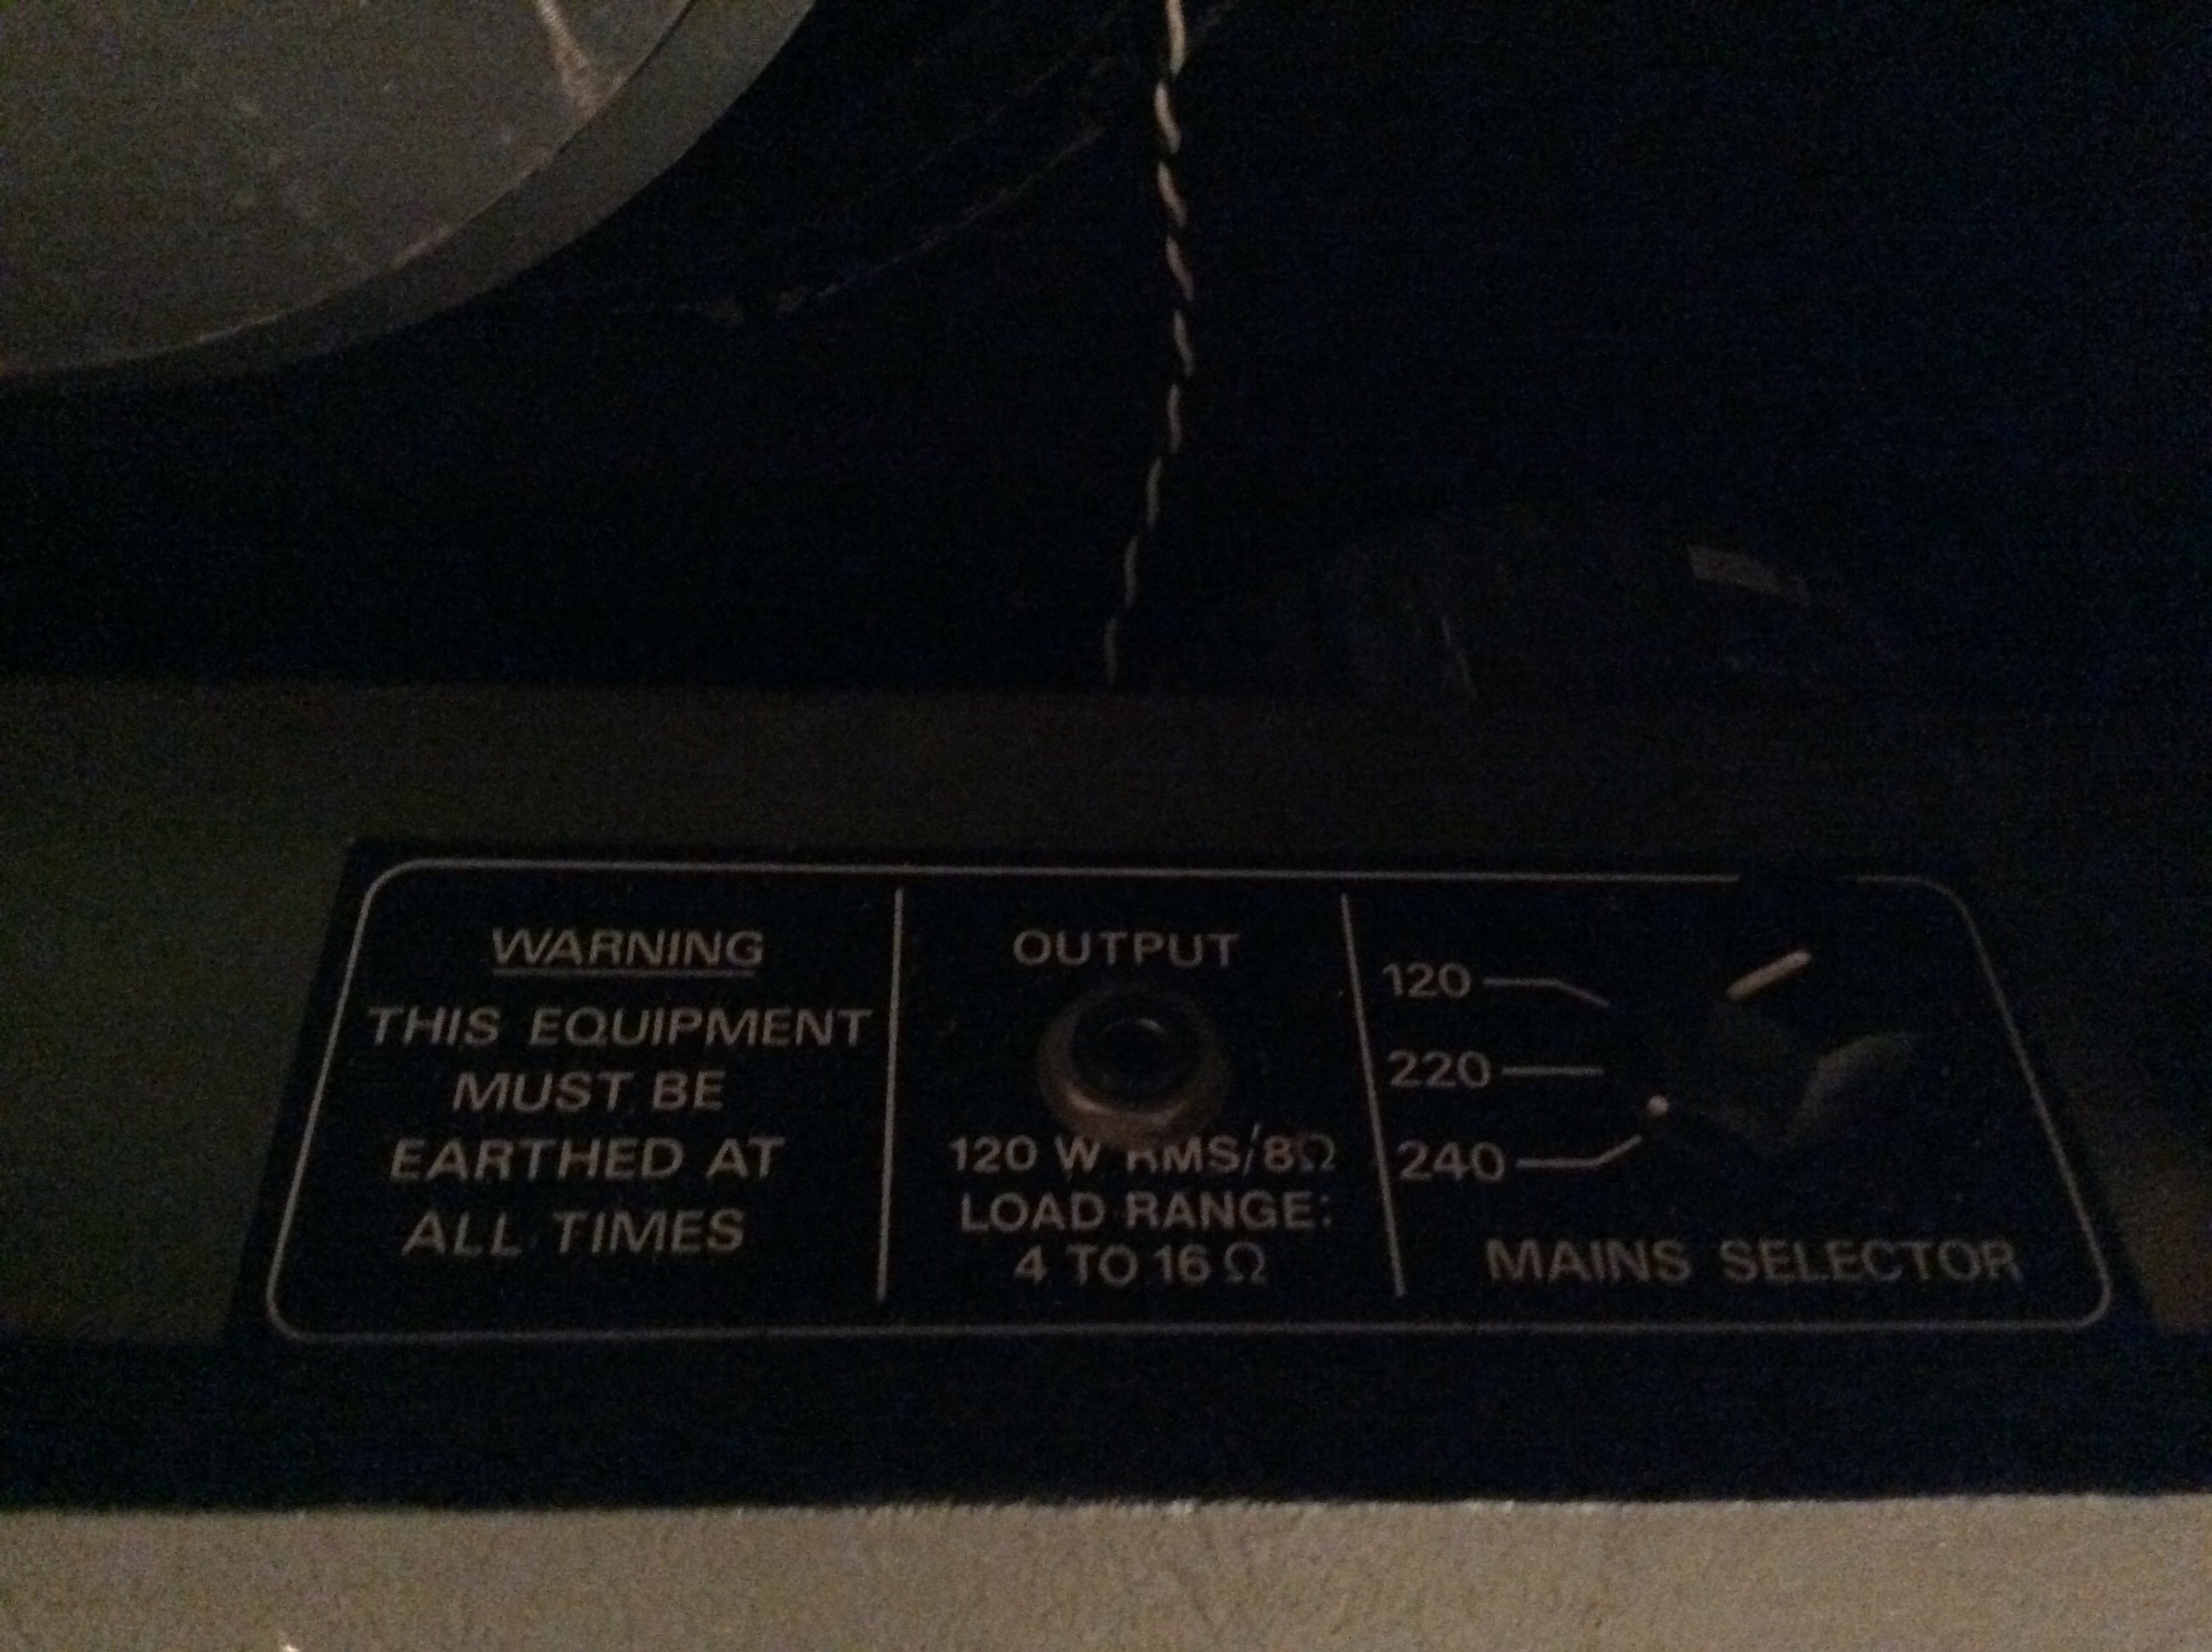 WARNING
THIS EQUIPMENT
MUST BE
EARTHED AT
ALL TIMES
OUTPUT
120 W RMS/8Ω
LOAD RANGE:
4 TO 16 Ω
120
220
240
MAINS SELECTOR